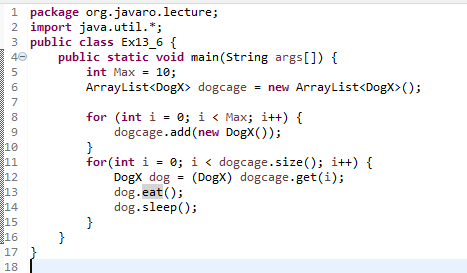 1 package org.javaro.lecture;
2 import java.util.*;
3 public class Ex13_6 {
4 public static void main(String args[]) {
5 int Max = 10;
6 ArrayList<DogX> dogcage = new ArrayList<DogX>();
7
8 for (int i = 0; i < Max; i++) {
9 dogcage.add(new DogX());
10 }
11 for(int i = 0; i < dogcage.size(); i++) {
12 DogX dog = (DogX) dogcage.get(i);
13 dog.eat();
14 dog.sleep();
15 }
16 }
17 }
18